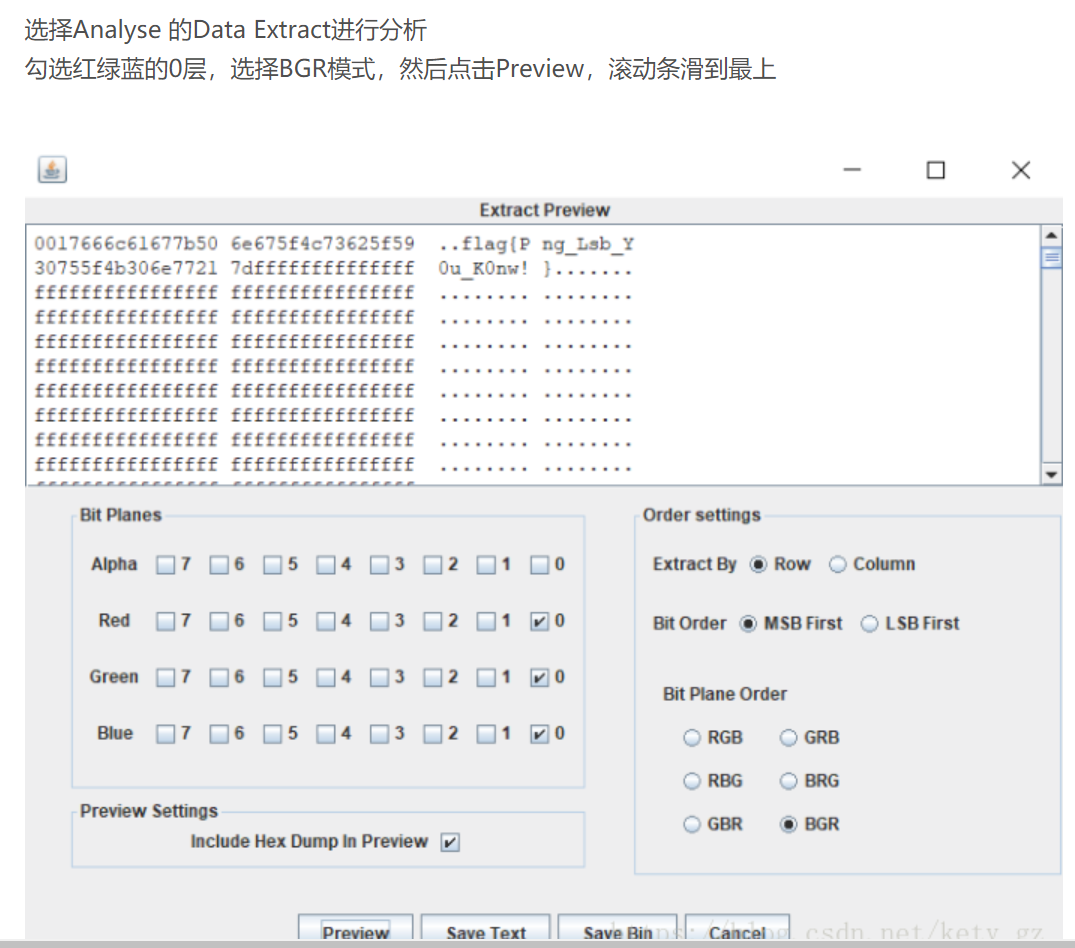 选择Analyse 的Data Extract进行分析
勾选红绿蓝的0层，选择BGR模式，然后点击Preview，滚动条滑到最上
Extract Preview
0017666c61677b50 6e675f4c73625f59 ..flag{P ng_Lsb_Y
30755f4b306e7721 7dffffffffffffff 0u_K0nw! }.......
ffffffffffffffff ffffffffffffffff ........ ........
ffffffffffffffff ffffffffffffffff ........ ........
ffffffffffffffff ffffffffffffffff ........ ........
ffffffffffffffff ffffffffffffffff ........ ........
ffffffffffffffff ffffffffffffffff ........ ........
ffffffffffffffff ffffffffffffffff ........ ........
ffffffffffffffff ffffffffffffffff ........ ........
ffffffffffffffff ffffffffffffffff ........ ........
Bit Planes
Alpha 7 6 5 4 3 2 1 0
Red 7 6 5 4 3 2 1 0
Green 7 6 5 4 3 2 1 0
Blue 7 6 5 4 3 2 1 0
Preview Settings
Include Hex Dump In Preview
Order settings
Extract By Row Column
Bit Order MSB First LSB First
Bit Plane Order
RGB GRB
RBG BRG
GBR BGR
Preview Save Text Save Bin Cancel
https://blog.csdn.net/kety_gz